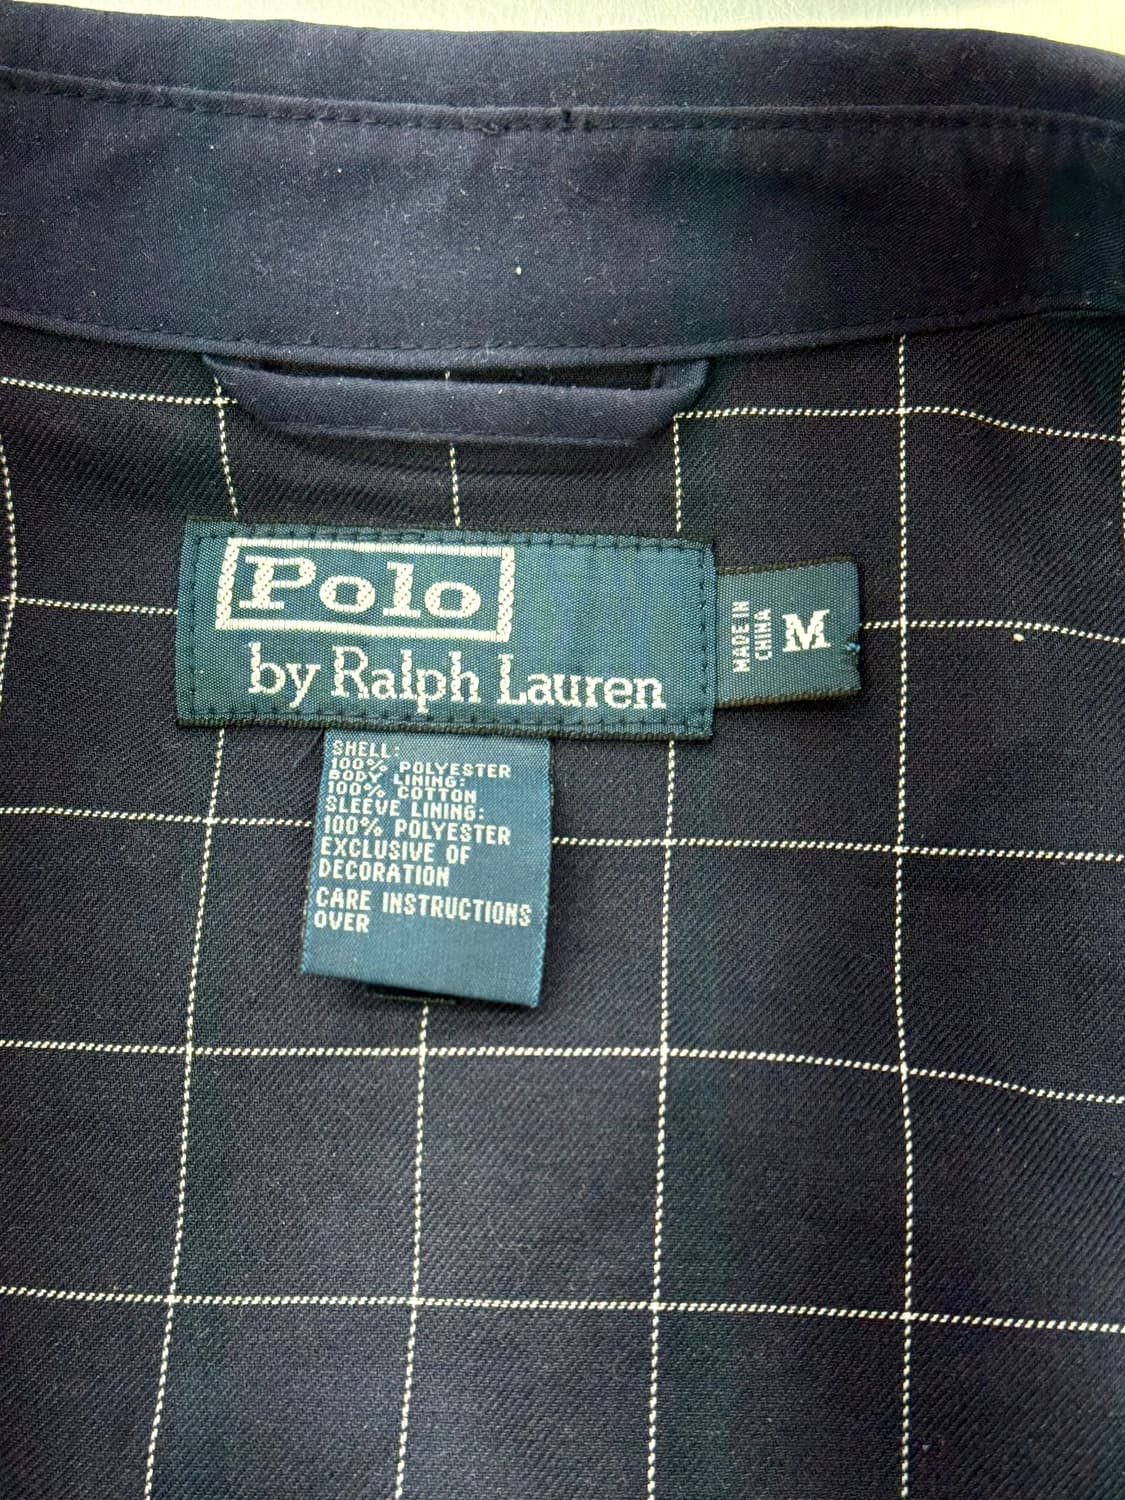 Polo
by Ralph Lauren
MADE IN
CHINA
M
SHELL:
100% POLYESTER
BODY LINING:
100% COTTON
SLEEVE LINING:
100% POLYESTER
EXCLUSIVE OF
DECORATION
CARE INSTRUCTIONS
OVER